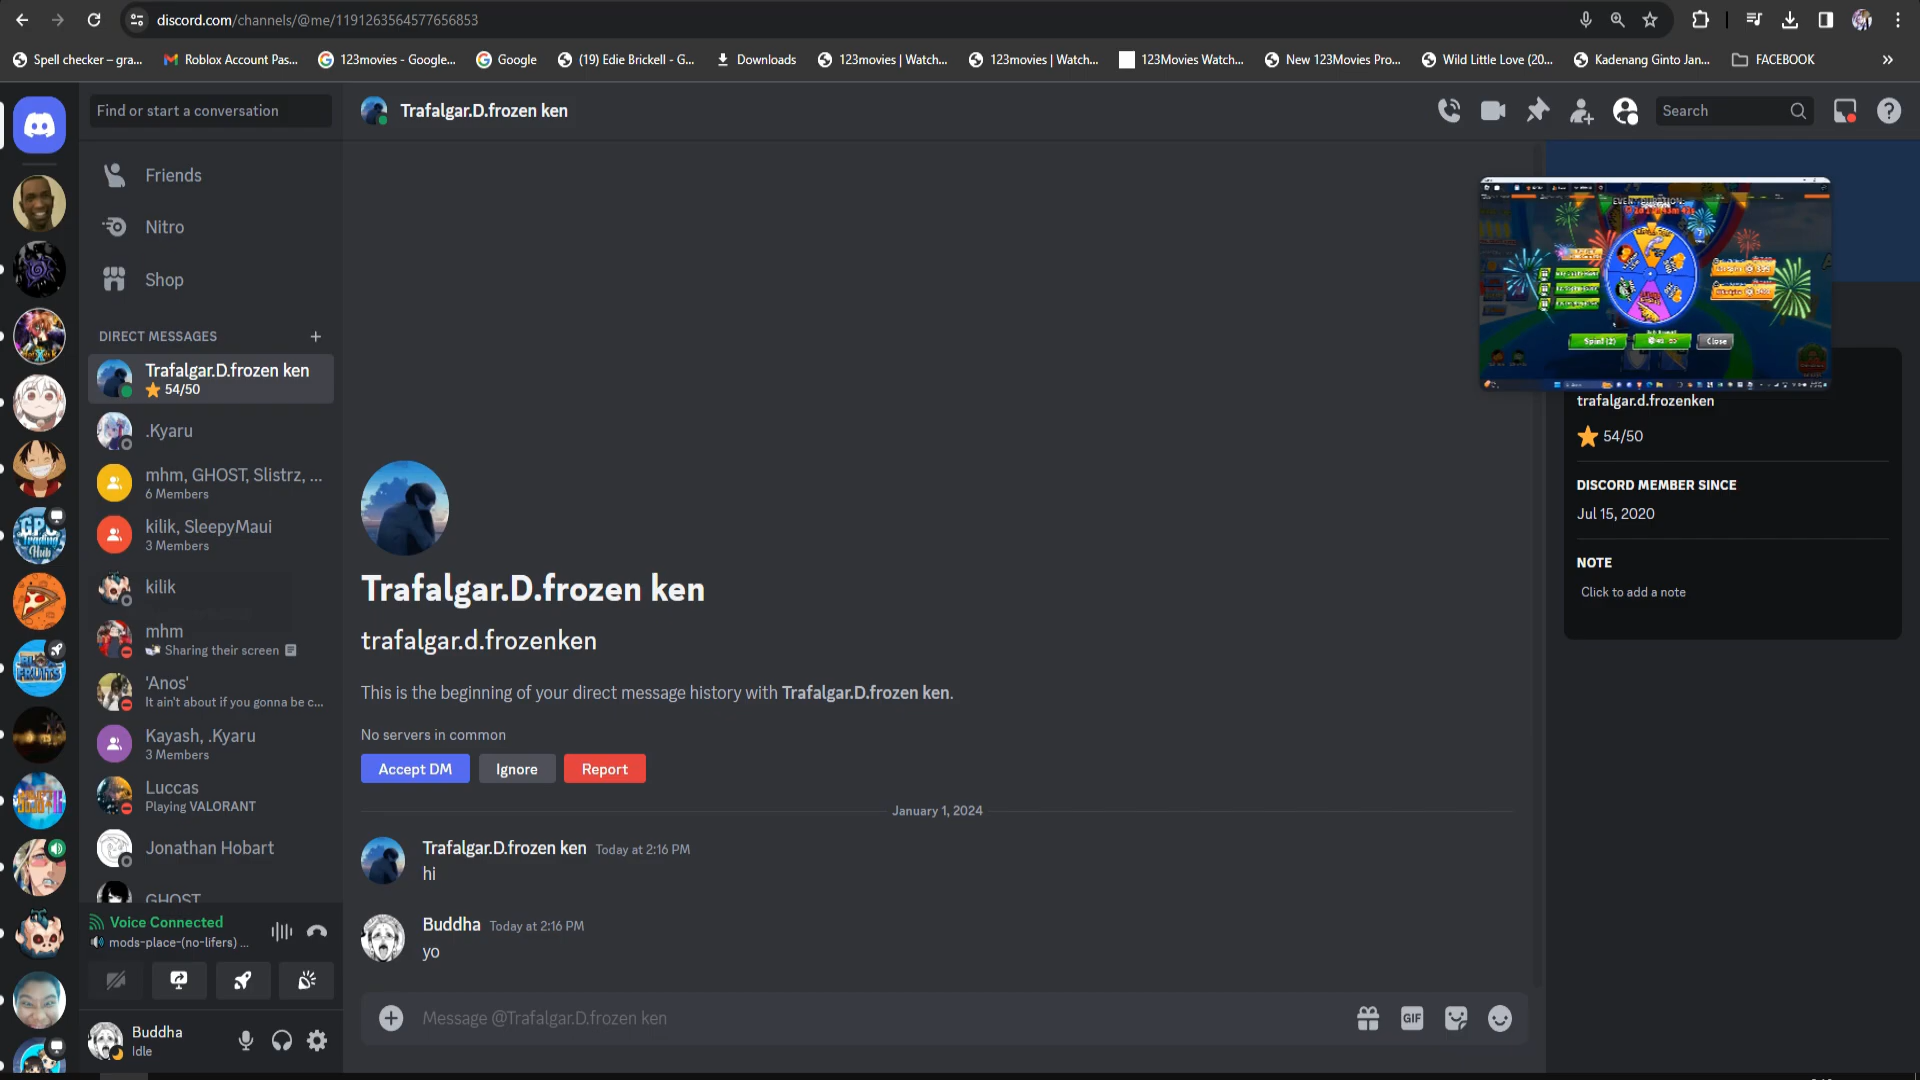 discord.com/channels/@me/1191263564577656853
Spell checker – gra...
Roblox Account Pas...
123movies - Google...
Google
(19) Edie Brickell - G...
Downloads
123movies | Watch...
123movies | Watch...
123Movies Watch...
New 123Movies Pro...
Wild Little Love (20...
Kadenang Ginto Jan...
FACEBOOK
Find or start a conversation
Friends
Nitro
Shop
DIRECT MESSAGES
Trafalgar.D.frozen ken
54/50
.Kyaru
mhm, GHOST, Slistrz, ...
6 Members
kilik, SleepyMaui
3 Members
kilik
mhm
Sharing their screen
'Anos'
It ain't about if you gonna be c...
Kayash, .Kyaru
3 Members
Luccas
Playing VALORANT
Jonathan Hobart
GHOST
Voice Connected
mods-place-(no-lifers) ...
Buddha
Idle
Trafalgar.D.frozen ken
Search
Trafalgar.D.frozen ken
trafalgar.d.frozenken
This is the beginning of your direct message history with Trafalgar.D.frozen ken.
No servers in common
Accept DM
Ignore
Report
January 1, 2024
Trafalgar.D.frozen ken Today at 2:16 PM
hi
Buddha Today at 2:16 PM
yo
Message @Trafalgar.D.frozen ken
GIF
Spin! (2)
Close
trafalgar.d.frozenken
54/50
DISCORD MEMBER SINCE
Jul 15, 2020
NOTE
Click to add a note
GPO
Trading
Hub